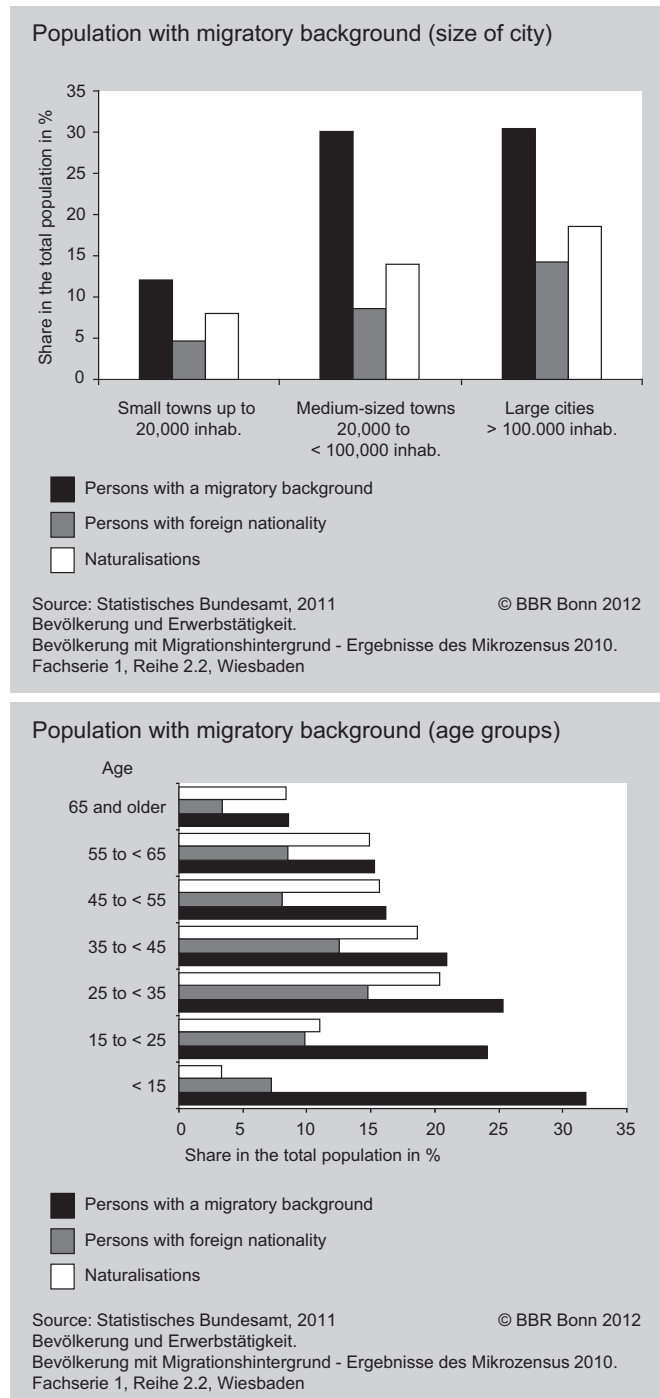 Population with migratory background (size of city)
Share in the total population in %
35
30
25
20
15
10
5
0
Small towns up to
20,000 inhab.
Medium-sized towns
20,000 to
< 100,000 inhab.
Large cities
> 100.000 inhab.
Persons with a migratory background
Persons with foreign nationality
Naturalisations
Source: Statistisches Bundesamt, 2011 © BBR Bonn 2012
Bevölkerung und Erwerbstätigkeit.
Bevölkerung mit Migrationshintergrund - Ergebnisse des Mikrozensus 2010.
Fachserie 1, Reihe 2.2, Wiesbaden
Population with migratory background (age groups)
Age
65 and older
55 to < 65
45 to < 55
35 to < 45
25 to < 35
15 to < 25
< 15
0 5 10 15 20 25 30 35
Share in the total population in %
Persons with a migratory background
Persons with foreign nationality
Naturalisations
Source: Statistisches Bundesamt, 2011 © BBR Bonn 2012
Bevölkerung und Erwerbstätigkeit.
Bevölkerung mit Migrationshintergrund - Ergebnisse des Mikrozensus 2010.
Fachserie 1, Reihe 2.2, Wiesbaden